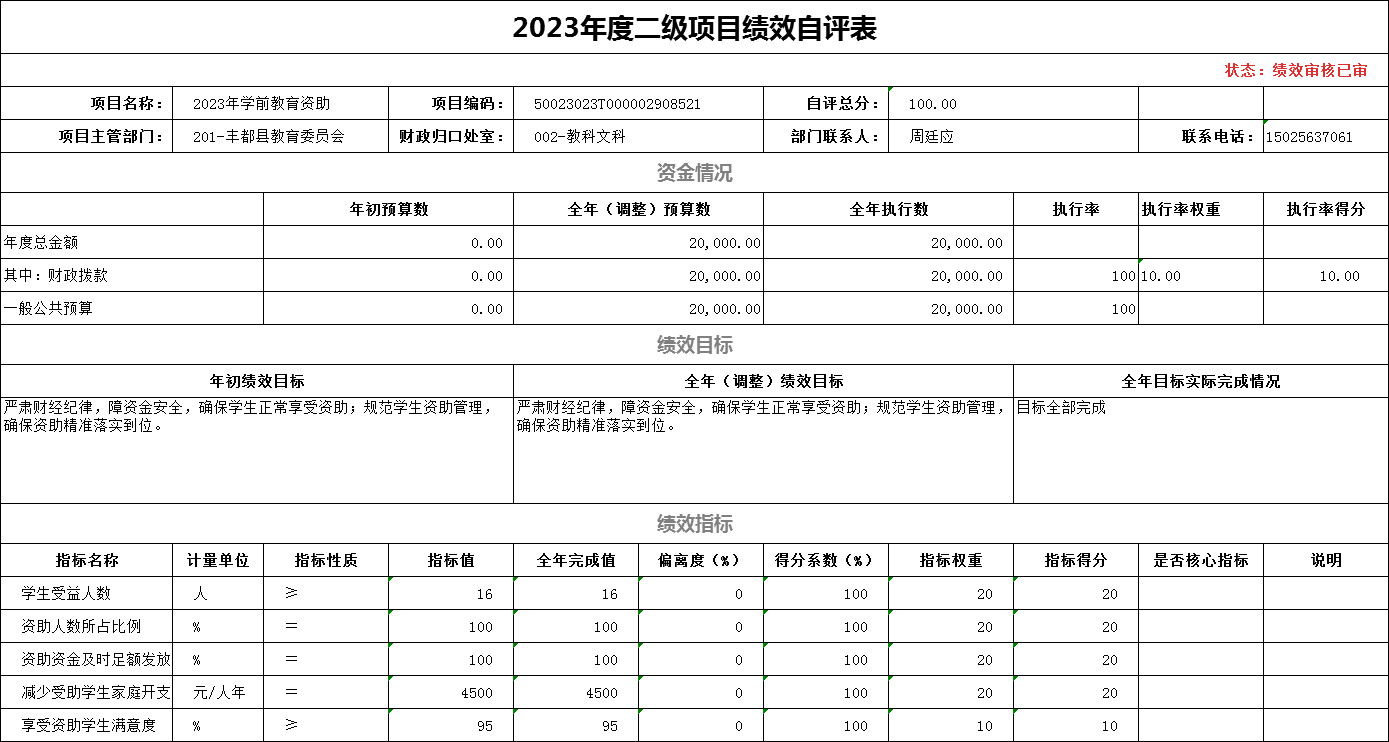 2023年度二级项目绩效自评表
状态：绩效审核已审
项目名称： 2023年学前教育资助 项目编码： 50023023T000002908521 自评总分： 100.00
项目主管部门： 201-丰都县教育委员会 财政归口处室： 002-教科文科 部门联系人： 周廷应 联系电话： 15025637061
资金情况
年初预算数 全年（调整）预算数 全年执行数 执行率 执行率权重 执行率得分
年度总金额 0.00 20,000.00 20,000.00
其中：财政拨款 0.00 20,000.00 20,000.00 100 10.00 10.00
一般公共预算 0.00 20,000.00 20,000.00 100
绩效目标
年初绩效目标 全年（调整）绩效目标 全年目标实际完成情况
严肃财经纪律，障资金安全，确保学生正常享受资助；规范学生资助管理，
确保资助精准落实到位。
严肃财经纪律，障资金安全，确保学生正常享受资助；规范学生资助管理，
确保资助精准落实到位。
目标全部完成
绩效指标
指标名称 计量单位 指标性质 指标值 全年完成值 偏离度（%） 得分系数（%） 指标权重 指标得分 是否核心指标 说明
学生受益人数 人 ≥ 16 16 0 100 20 20
资助人数所占比例 % ＝ 100 100 0 100 20 20
资助资金及时足额发放 % ＝ 100 100 0 100 20 20
减少受助学生家庭开支 元/人年 ＝ 4500 4500 0 100 20 20
享受资助学生满意度 % ≥ 95 95 0 100 10 10